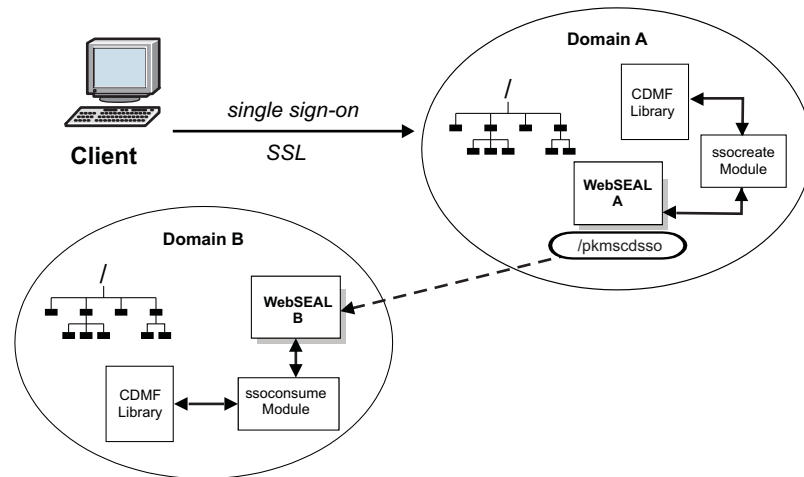 Domain A
/
CDMF
Library
single sign-on
SSL
Client
ssocreate
Module
WebSEAL
A
/pkmscdsso
Domain B
/
WebSEAL
B
CDMF
Library
ssoconsume
Module